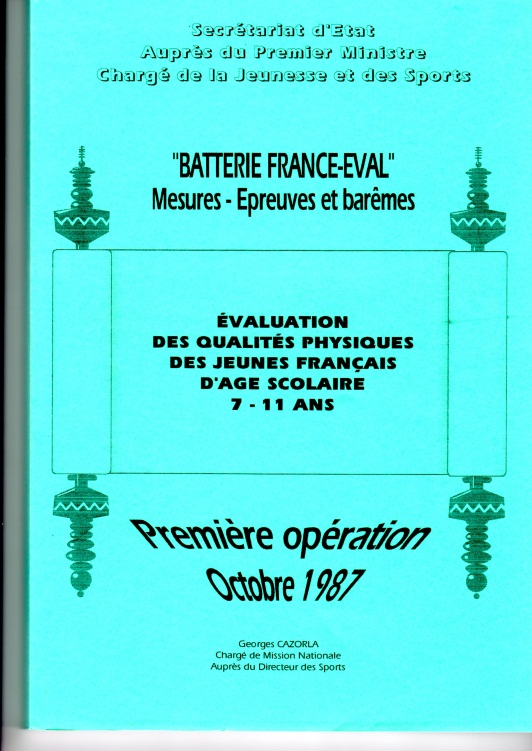 Secrétariat d'Etat
Auprès du Premier Ministre
Chargé de la Jeunesse et des Sports
"BATTERIE FRANCE-EVAL"
Mesures - Epreuves et barêmes
ÉVALUATION
DES QUALITÉS PHYSIQUES
DES JEUNES FRANÇAIS
D'AGE SCOLAIRE
7 - 11 ANS
Première opération
Octobre 1987
Georges CAZORLA
Chargé de Mission Nationale
Auprès du Directeur des Sports